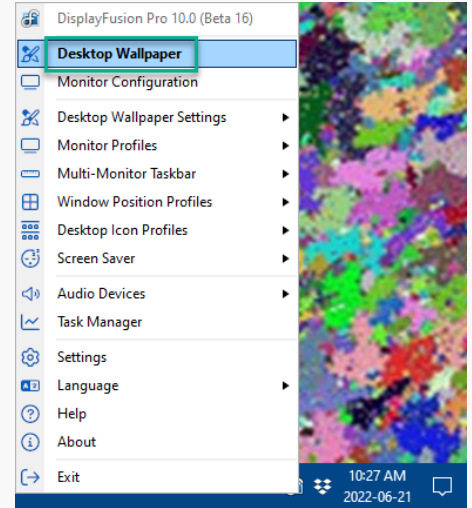 DisplayFusion Pro 10.0 (Beta 16)
Desktop Wallpaper
Monitor Configuration
Desktop Wallpaper Settings
Monitor Profiles
Multi-Monitor Taskbar
Window Position Profiles
Desktop Icon Profiles
Screen Saver
Audio Devices
Task Manager
Settings
Language
Help
About
Exit
10:27 AM
2022-06-21